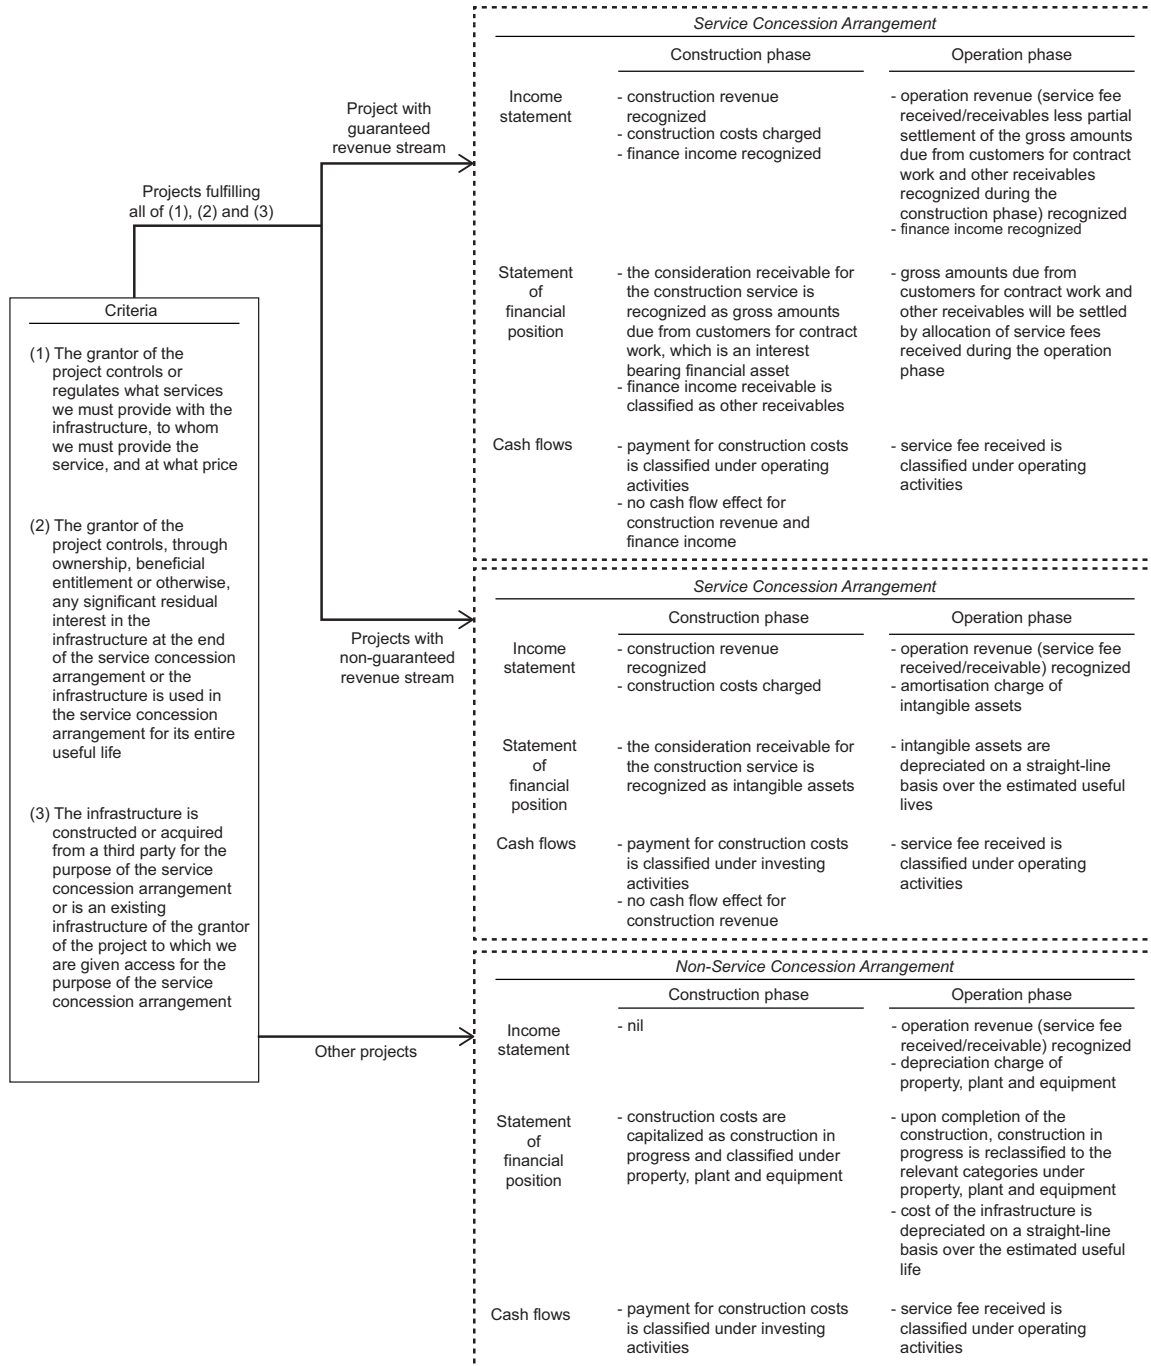 Service Concession Arrangement
Construction phase
Operation phase
Project with
guaranteed
revenue stream
Projects fulfilling
all of (1), (2) and (3)
Income
statement
- construction revenue
recognized
- construction costs charged
- finance income recognized
- operation revenue (service fee
received/receivables less partial
settlement of the gross amounts
due from customers for contract
work and other receivables
recognized during the
construction phase) recognized
- finance income recognized
Statement
of
financial
position
- the consideration receivable for
the construction service is
recognized as gross amounts
due from customers for contract
work, which is an interest
bearing financial asset
- finance income receivable is
classified as other receivables
- gross amounts due from
customers for contract work and
other receivables will be settled
by allocation of service fees
received during the operation
phase
Cash flows
- payment for construction costs
is classified under operating
activities
- no cash flow effect for
construction revenue and
finance income
- service fee received is
classified under operating
activities
Criteria
(1) The grantor of the
project controls or
regulates what services
we must provide with the
infrastructure, to whom
we must provide the
service, and at what price
(2) The grantor of the
project controls, through
ownership, beneficial
entitlement or otherwise,
any significant residual
interest in the
infrastructure at the end
of the service concession
arrangement or the
infrastructure is used in
the service concession
arrangement for its entire
useful life
(3) The infrastructure is
constructed or acquired
from a third party for the
purpose of the service
concession arrangement
or is an existing
infrastructure of the grantor
of the project to which we
are given access for the
purpose of the service
concession arrangement
Projects with
non-guaranteed
revenue stream
Service Concession Arrangement
Construction phase
Operation phase
Income
statement
- construction revenue
recognized
- construction costs charged
- operation revenue (service fee
received/receivable) recognized
- amortisation charge of
intangible assets
Statement
of
financial
position
- the consideration receivable for
the construction service is
recognized as intangible assets
- intangible assets are
depreciated on a straight-line
basis over the estimated useful
lives
Cash flows
- payment for construction costs
is classified under investing
activities
- no cash flow effect for
construction revenue
- service fee received is
classified under operating
activities
Other projects
Non-Service Concession Arrangement
Construction phase
Operation phase
Income
statement
- nil
- operation revenue (service fee
received/receivable) recognized
- depreciation charge of
property, plant and equipment
Statement
of
financial
position
- construction costs are
capitalized as construction in
progress and classified under
property, plant and equipment
- upon completion of the
construction, construction in
progress is reclassified to the
relevant categories under
property, plant and equipment
- cost of the infrastructure is
depreciated on a straight-line
basis over the estimated useful
life
Cash flows
- payment for construction costs
is classified under investing
activities
- service fee received is
classified under operating
activities